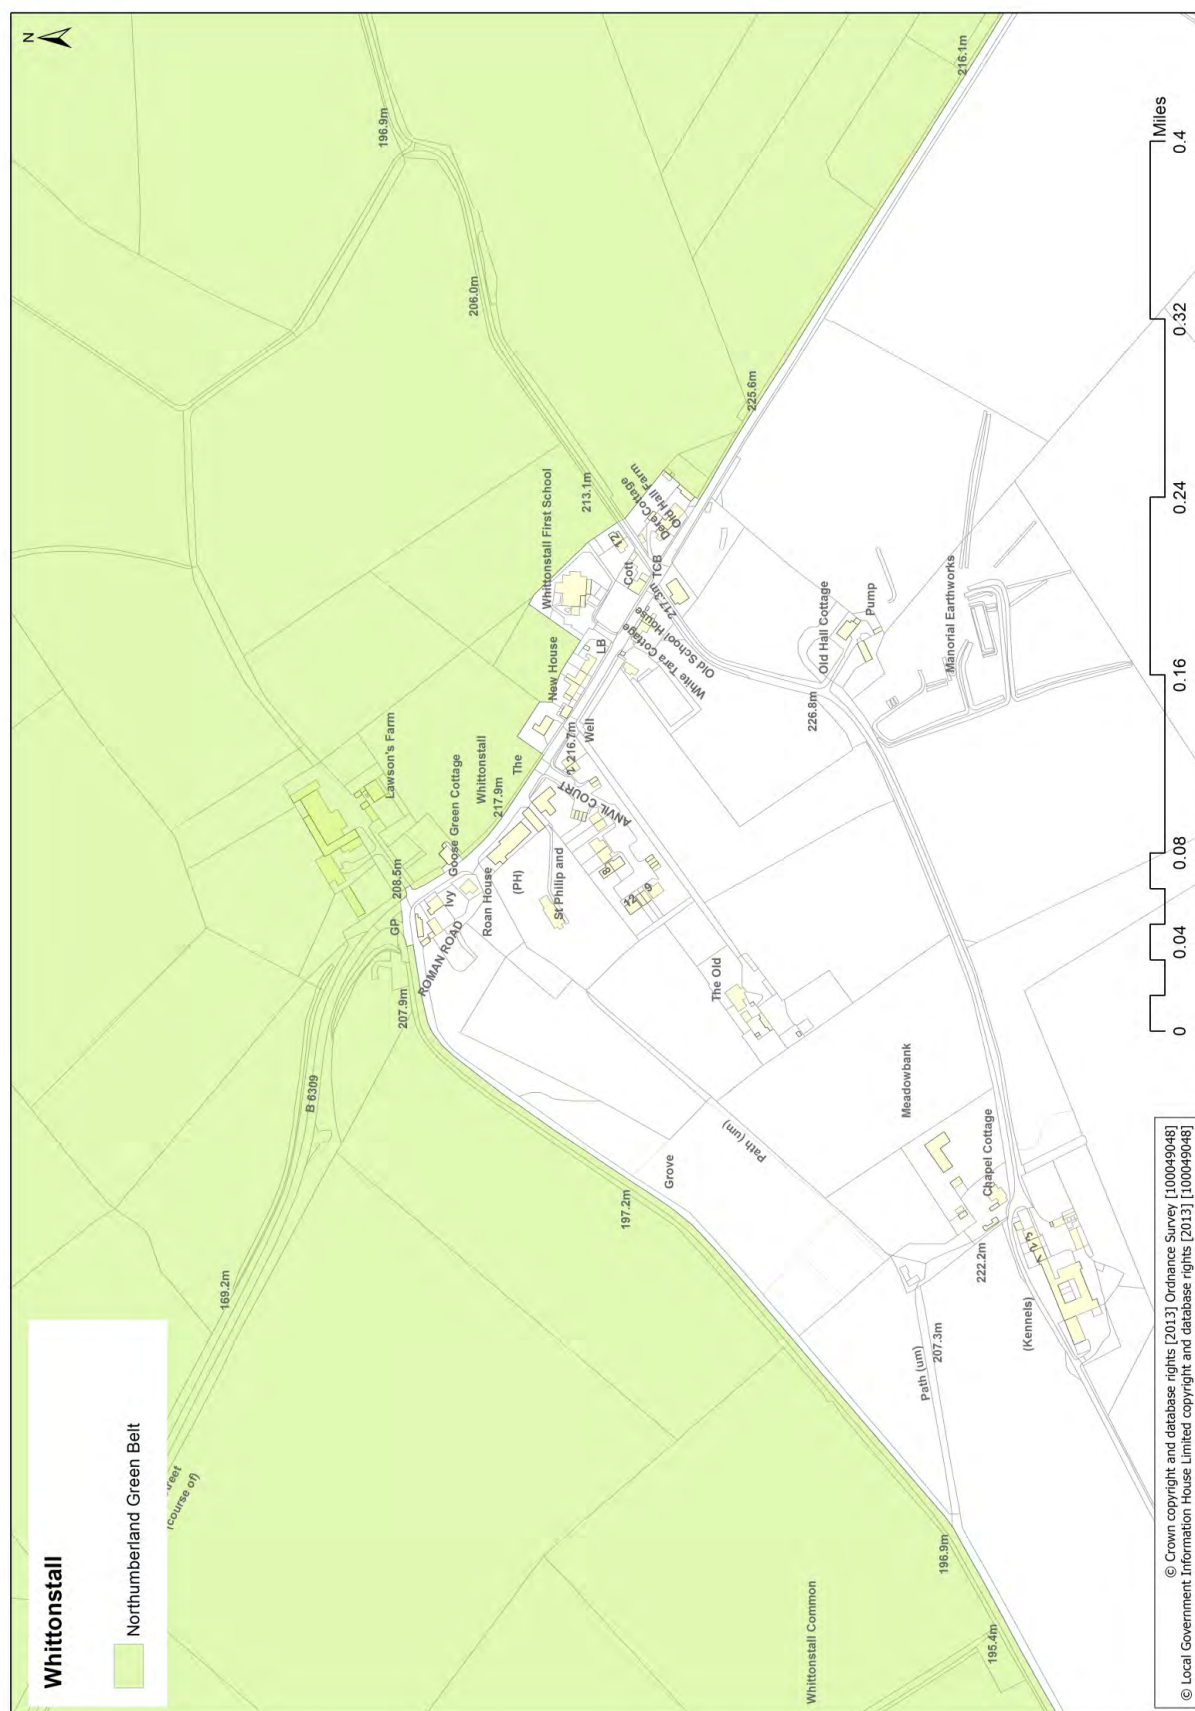 Whittonstall
Northumberland Green Belt
N
(course of)
169.2m
B 6309
196.9m
206.0m
Lawson's Farm
208.5m
GP
207.9m
Goose Green Cottage
Ivy
ROMAN ROAD
Whittonstall
217.9m
Roan House
(PH)
The
New House
Whittonstall First School
213.1m
St Philip and
ANVIL COURT
2
216.7m
Well
LB
Cott
TCB
217.3m
12
Dere Cottage
Old Hall Farm
Old School House
White Tara Cottage
8
12
9
The Old
225.6m
216.1m
197.2m
Grove
Path (um)
226.8m
Old Hall Cottage
Pump
Manorial Earthworks
Meadowbank
Chapel Cottage
222.2m
1
2
3
(Kennels)
Path (um)
207.3m
196.9m
195.4m
Whittonstall Common
0 0.04 0.08 0.16 0.24 0.32 0.4
Miles
© Crown copyright and database rights [2013] Ordnance Survey [100049048]
© Local Government Information House Limited copyright and database rights [2013] [100049048]